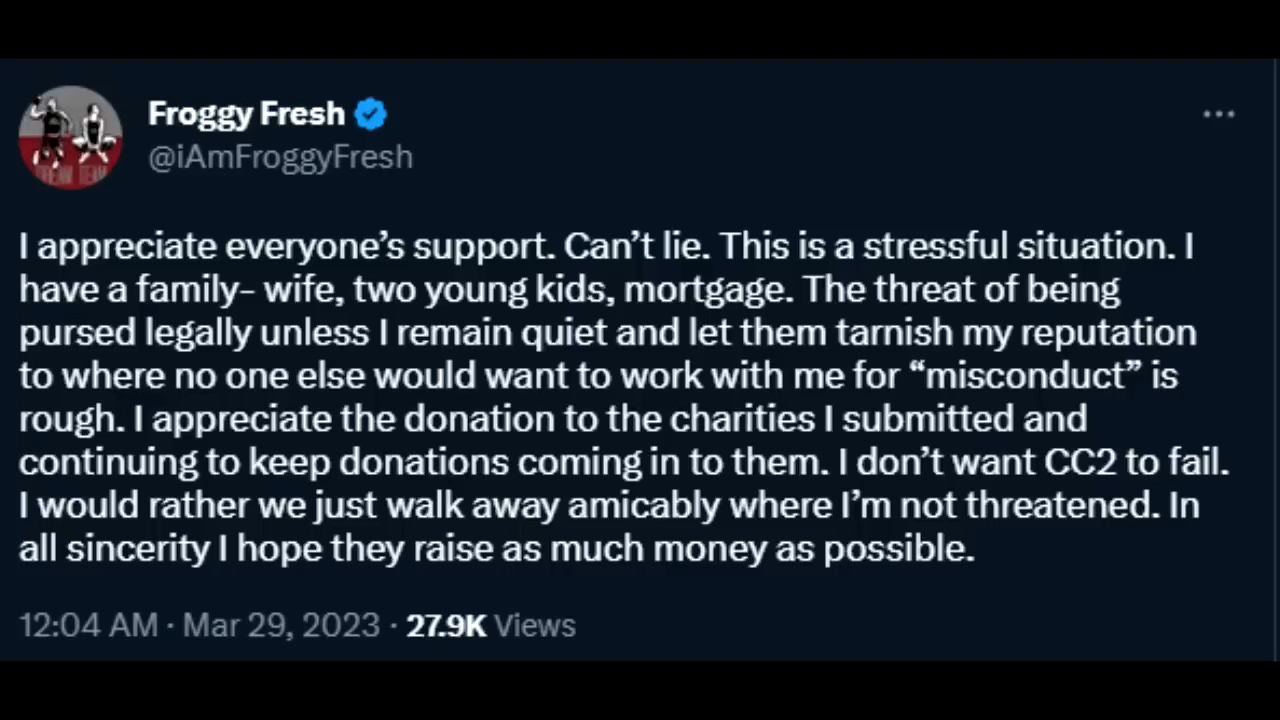 Froggy Fresh
@iAmFroggyFresh
I appreciate everyone’s support. Can’t lie. This is a stressful situation. I
have a family- wife, two young kids, mortgage. The threat of being
pursed legally unless I remain quiet and let them tarnish my reputation
to where no one else would want to work with me for “misconduct” is
rough. I appreciate the donation to the charities I submitted and
continuing to keep donations coming in to them. I don’t want CC2 to fail.
I would rather we just walk away amicably where I’m not threatened. In
all sincerity I hope they raise as much money as possible.
12:04 AM · Mar 29, 2023 · 27.9K Views